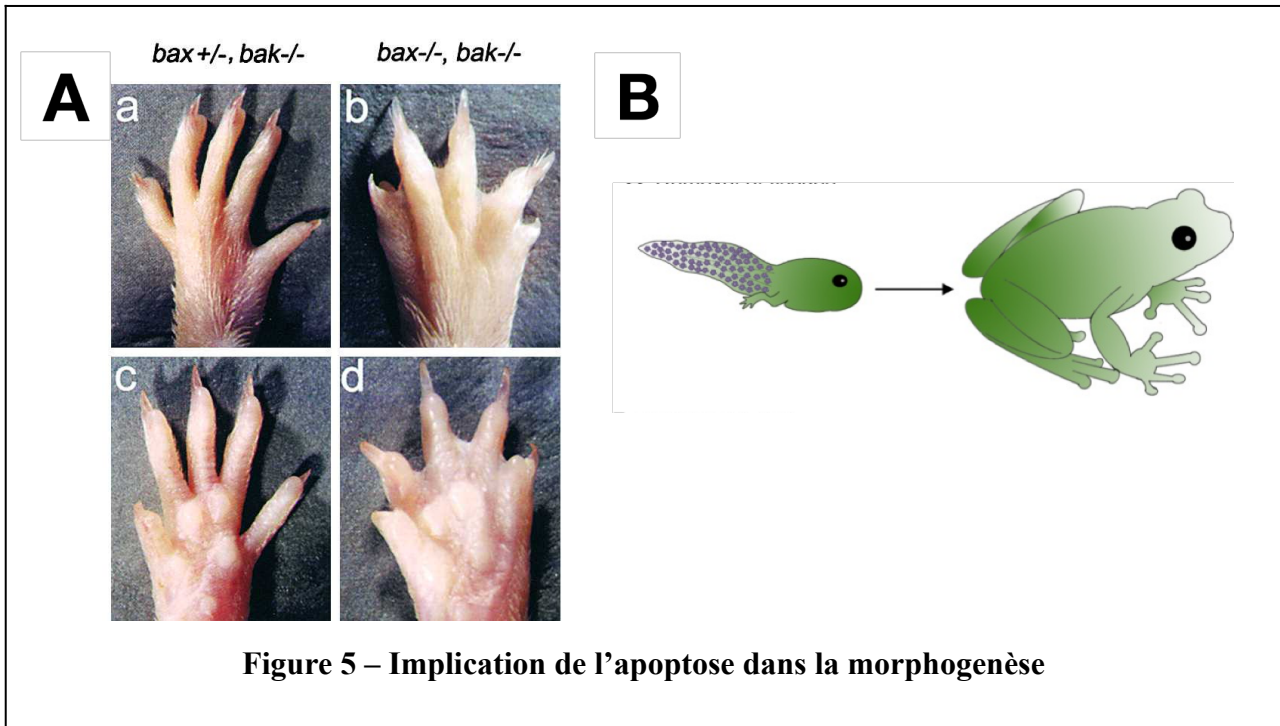 A
bax +/-, bak-/-
bax-/-, bak-/-
B
a
b
c
d
Figure 5 – Implication de l’apoptose dans la morphogenèse